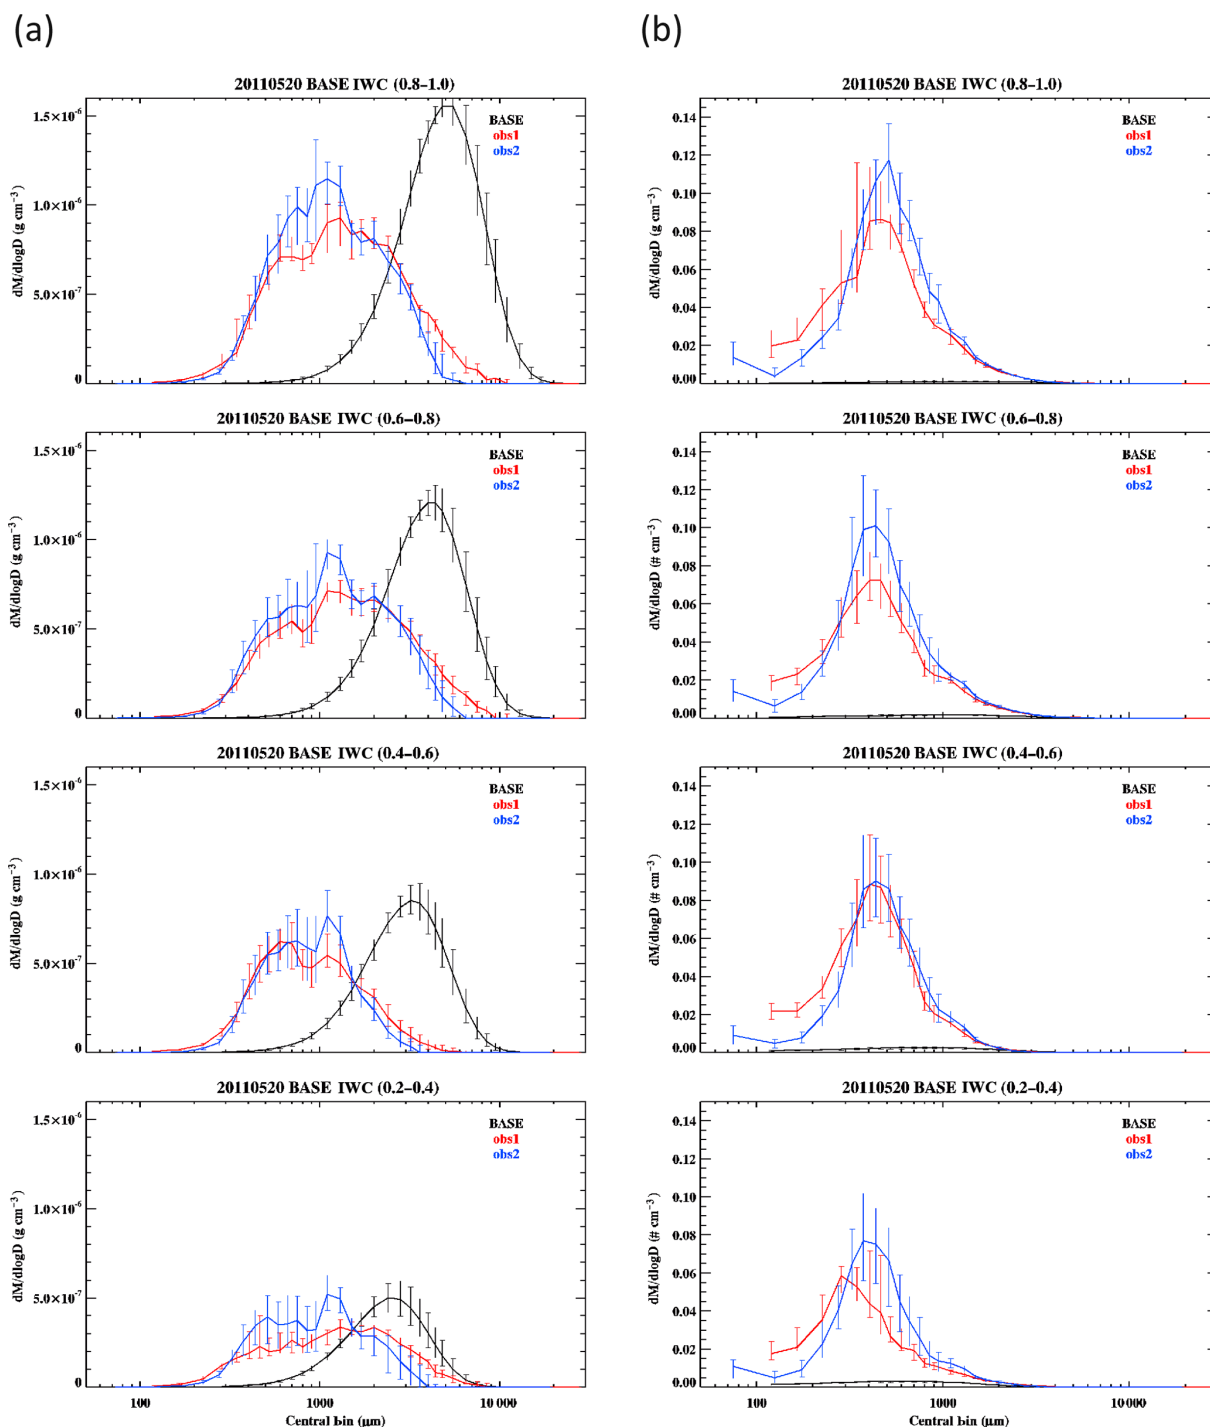 (a)
(b)
20110520 BASE IWC (0.8–1.0)
1.5×10⁻⁶
1.0×10⁻⁶
5.0×10⁻⁷
0
dM/dlogD (g cm⁻³)
BASE
obs1
obs2
20110520 BASE IWC (0.8–1.0)
0.14
0.12
0.10
0.08
0.06
0.04
0.02
0.00
dM/dlogD (g cm⁻³)
BASE
obs1
obs2
20110520 BASE IWC (0.6–0.8)
1.5×10⁻⁶
1.0×10⁻⁶
5.0×10⁻⁷
0
dM/dlogD (g cm⁻³)
BASE
obs1
obs2
20110520 BASE IWC (0.6–0.8)
0.14
0.12
0.10
0.08
0.06
0.04
0.02
0.00
dM/dlogD (# cm⁻³)
BASE
obs1
obs2
20110520 BASE IWC (0.4–0.6)
1.5×10⁻⁶
1.0×10⁻⁶
5.0×10⁻⁷
0
dM/dlogD (g cm⁻³)
BASE
obs1
obs2
20110520 BASE IWC (0.4–0.6)
0.14
0.12
0.10
0.08
0.06
0.04
0.02
0.00
dM/dlogD (# cm⁻³)
BASE
obs1
obs2
20110520 BASE IWC (0.2–0.4)
1.5×10⁻⁶
1.0×10⁻⁶
5.0×10⁻⁷
0
dM/dlogD (g cm⁻³)
BASE
obs1
obs2
100 1000 10 000
Central bin (μm)
20110520 BASE IWC (0.2–0.4)
0.14
0.12
0.10
0.08
0.06
0.04
0.02
0.00
dM/dlogD (# cm⁻³)
BASE
obs1
obs2
100 1000 10 000
Central bin (μm)